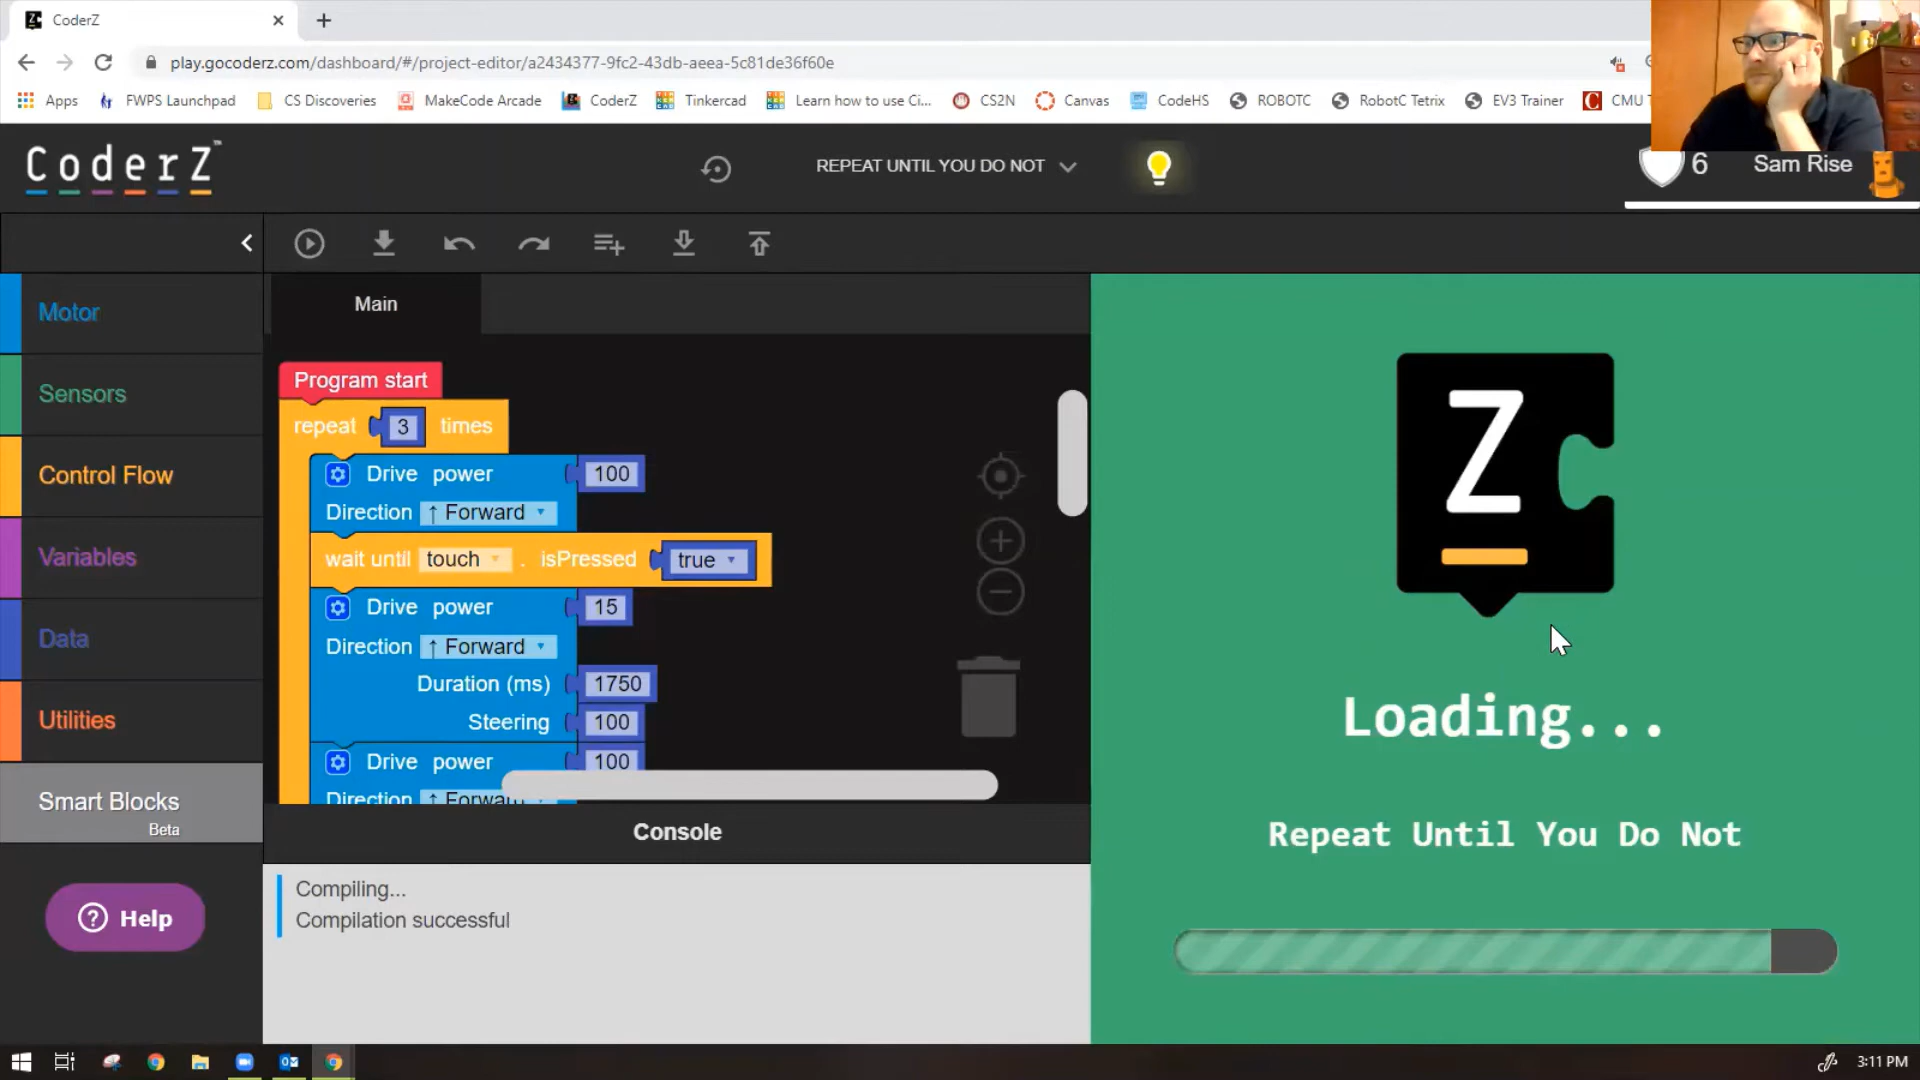 CoderZ
play.gocoderz.com/dashboard/#/project-editor/a2434377-9fc2-43db-aeea-5c81de36f60e
Apps FWPS Launchpad CS Discoveries MakeCode Arcade CoderZ Tinkercad Learn how to use Ci... CS2N Canvas CodeHS ROBOTC RobotC Tetrix EV3 Trainer CMU
CoderZ™
REPEAT UNTIL YOU DO NOT
6 Sam Rise
Motor
Sensors
Control Flow
Variables
Data
Utilities
Smart Blocks
Beta
Help
Main
Program start
repeat 3 times
Drive power 100
Direction ↑ Forward
wait until touch . isPressed true
Drive power 15
Direction ↑ Forward
Duration (ms) 1750
Steering 100
Drive power 100
Direction ↑ Forward
Console
Compiling...
Compilation successful
Z
Loading...
Repeat Until You Do Not
3:11 PM